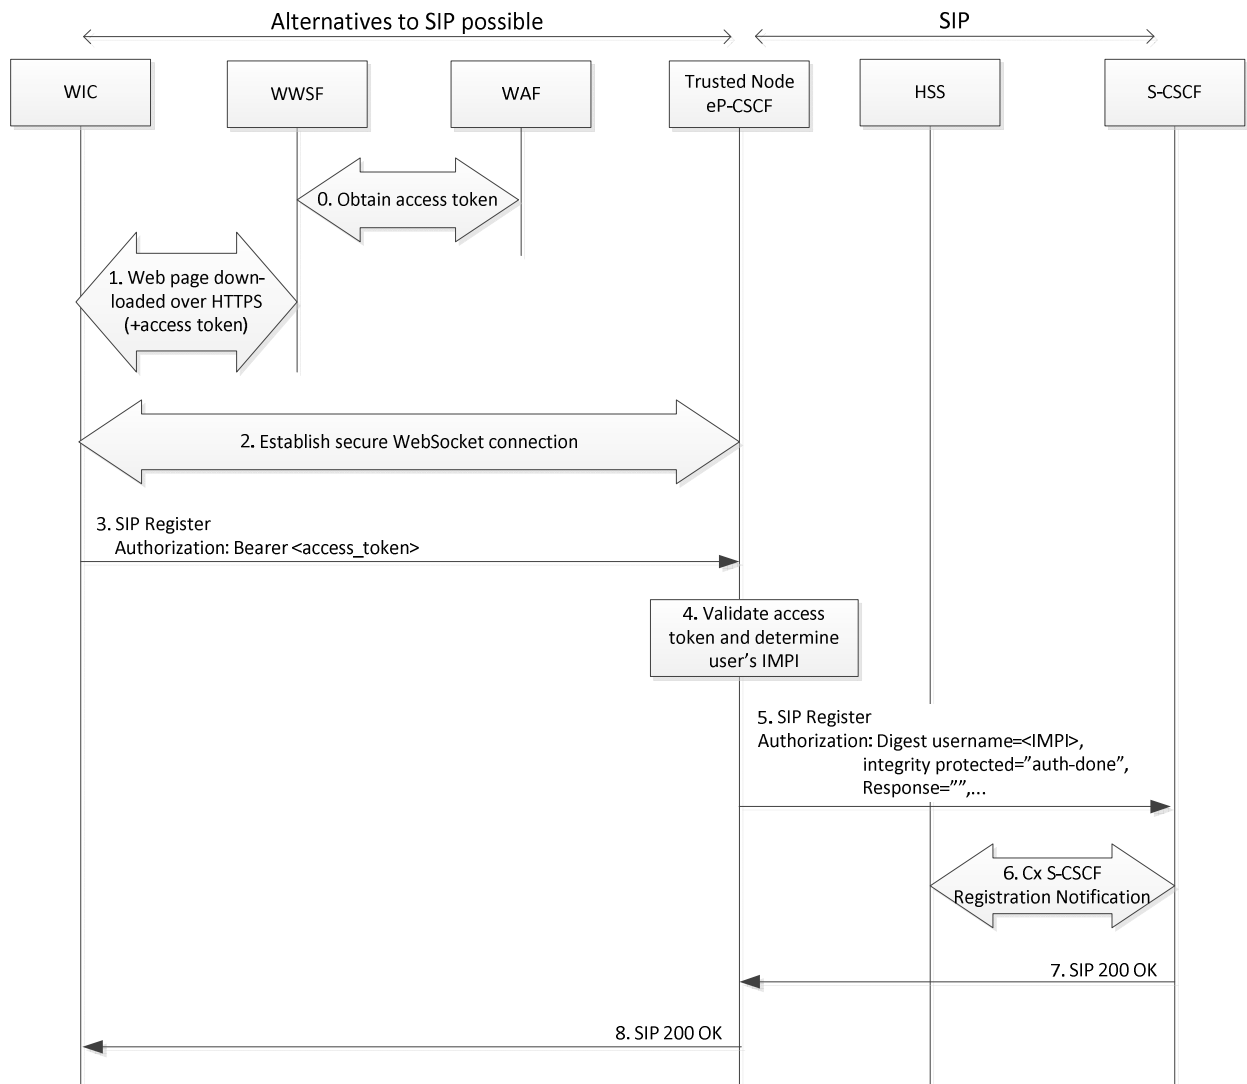 Alternatives to SIP possible
SIP
WIC
WWSF
WAF
Trusted Node
eP-CSCF
HSS
S-CSCF
0. Obtain access token
1. Web page down-
loaded over HTTPS
(+access token)
2. Establish secure WebSocket connection
3. SIP Register
Authorization: Bearer <access_token>
4. Validate access
token and determine
user’s IMPI
5. SIP Register
Authorization: Digest username=<IMPI>,
integrity protected=”auth-done”,
Response=””,...
6. Cx S-CSCF
Registration Notification
7. SIP 200 OK
8. SIP 200 OK